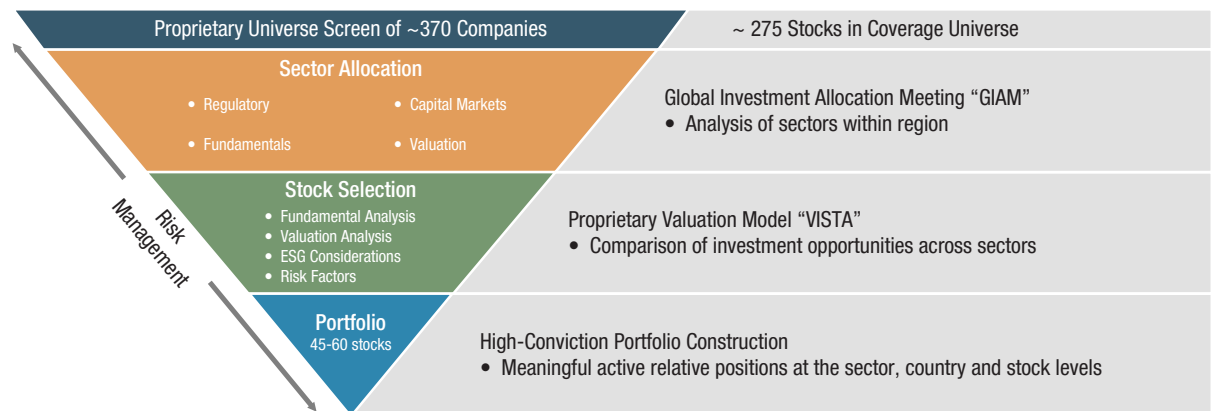 Proprietary Universe Screen of ~370 Companies
~ 275 Stocks in Coverage Universe
Sector Allocation
• Regulatory
• Capital Markets
• Fundamentals
• Valuation
Global Investment Allocation Meeting “GIAM”
• Analysis of sectors within region
Risk
Management
Stock Selection
• Fundamental Analysis
• Valuation Analysis
• ESG Considerations
• Risk Factors
Proprietary Valuation Model “VISTA”
• Comparison of investment opportunities across sectors
Portfolio
45-60 stocks
High-Conviction Portfolio Construction
• Meaningful active relative positions at the sector, country and stock levels